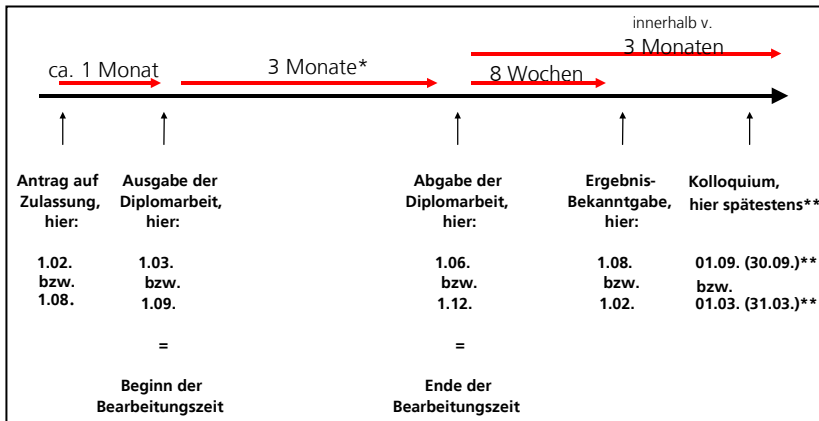 innerhalb v.
3 Monaten
ca. 1 Monat
3 Monate*
8 Wochen
Antrag auf
Zulassung,
hier:
1.02.
bzw.
1.08.
Ausgabe der
Diplomarbeit,
hier:
1.03.
bzw.
1.09.
=
Beginn der
Bearbeitungszeit
Abgabe der
Diplomarbeit,
hier:
1.06.
bzw.
1.12.
=
Ende der
Bearbeitungszeit
Ergebnis-
Bekanntgabe,
hier:
1.08.
bzw.
1.02.
Kolloquium,
hier spätestens**
01.09. (30.09.)**
bzw.
01.03. (31.03.)**